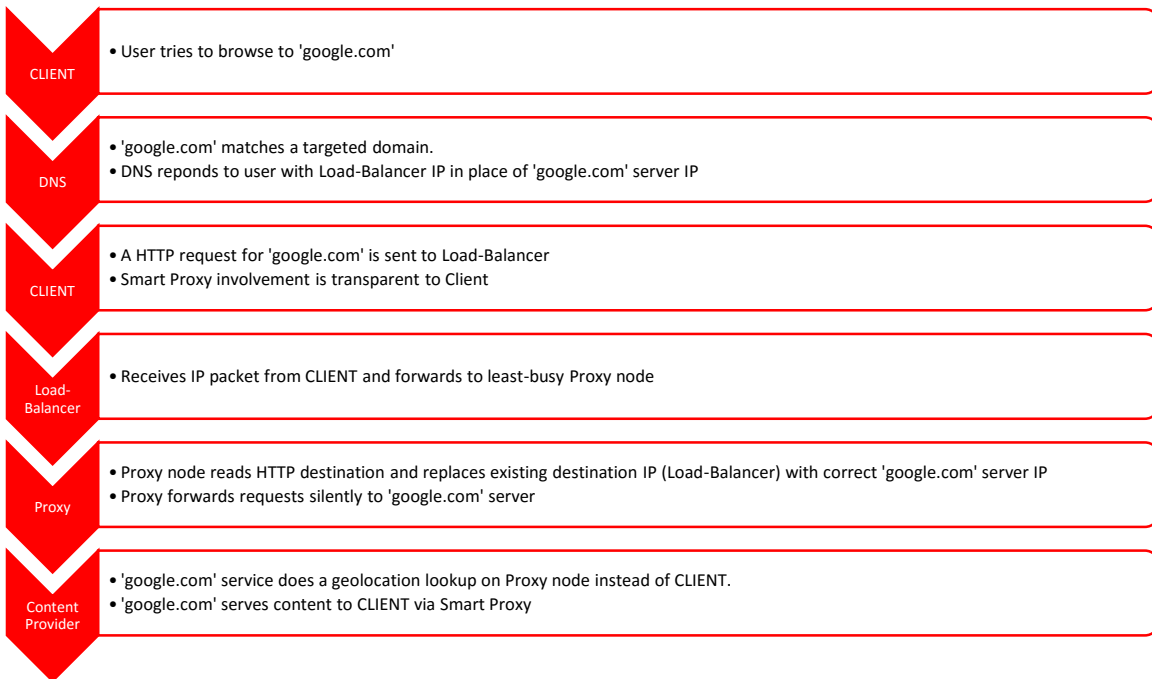 CLIENT
• User tries to browse to 'google.com'
DNS
• 'google.com' matches a targeted domain.
• DNS reponds to user with Load-Balancer IP in place of 'google.com' server IP
CLIENT
• A HTTP request for 'google.com' is sent to Load-Balancer
• Smart Proxy involvement is transparent to Client
Load-
Balancer
• Receives IP packet from CLIENT and forwards to least-busy Proxy node
Proxy
• Proxy node reads HTTP destination and replaces existing destination IP (Load-Balancer) with correct 'google.com' server IP
• Proxy forwards requests silently to 'google.com' server
Content
Provider
• 'google.com' service does a geolocation lookup on Proxy node instead of CLIENT.
• 'google.com' serves content to CLIENT via Smart Proxy